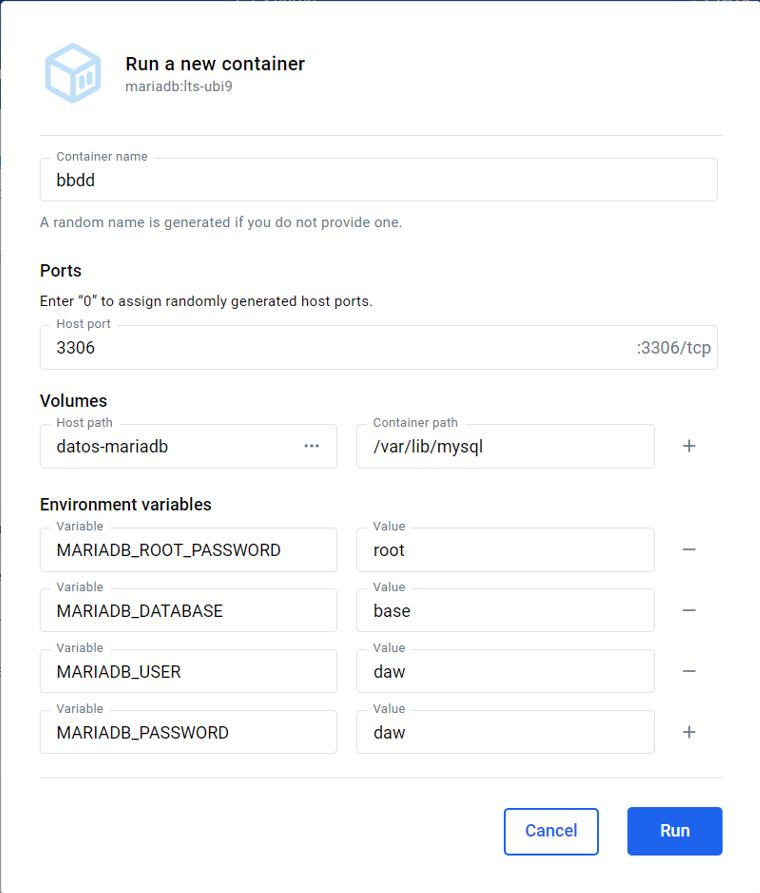 Run a new container
mariadb:lts-ubi9
Container name
bbdd
A random name is generated if you do not provide one.
Ports
Enter “0” to assign randomly generated host ports.
Host port
3306 :3306/tcp
Volumes
Host path Container path
datos-mariadb ••• /var/lib/mysql +
Environment variables
Variable Value
MARIADB_ROOT_PASSWORD root −
Variable Value
MARIADB_DATABASE base −
Variable Value
MARIADB_USER daw −
Variable Value
MARIADB_PASSWORD daw +
Cancel Run